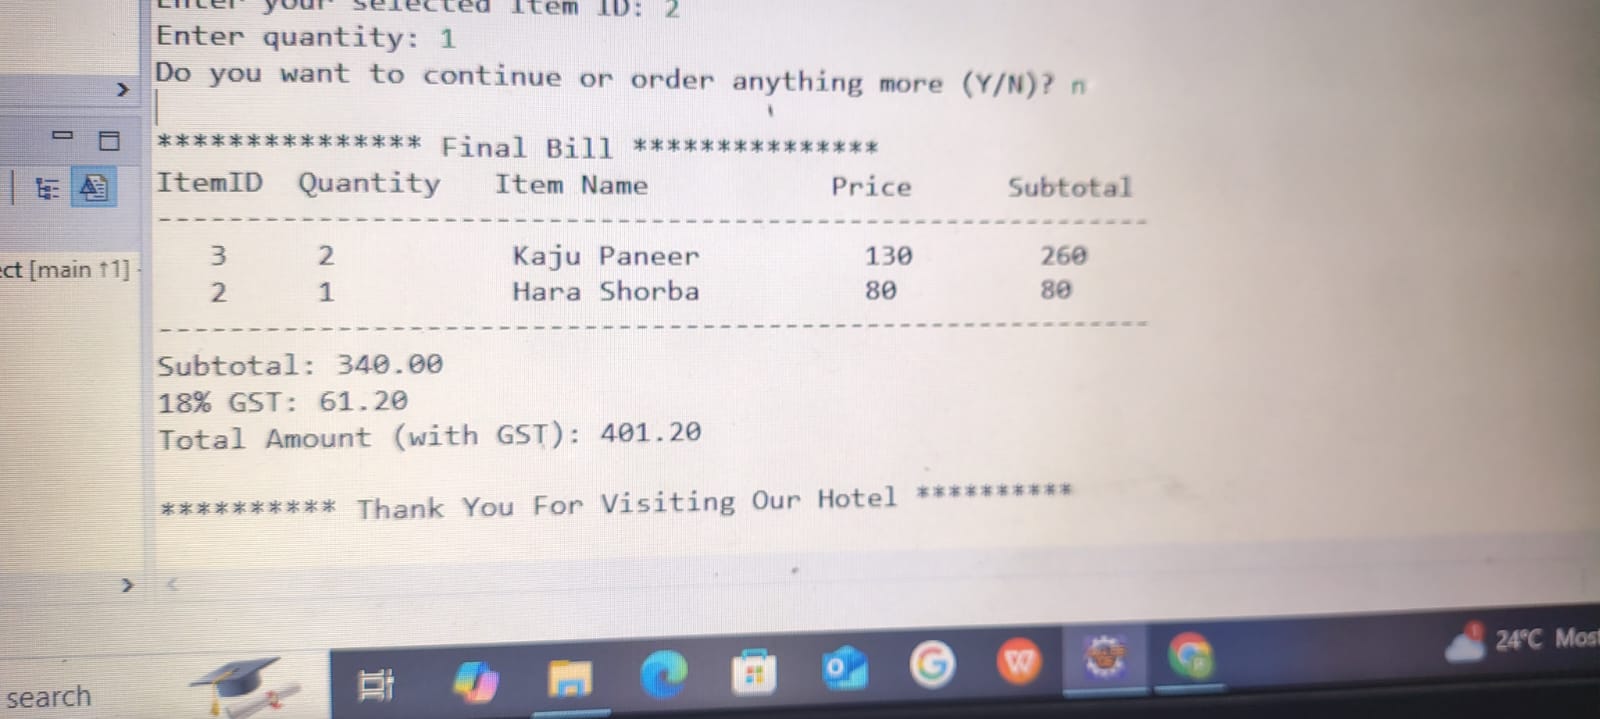 Enter your selected Item ID: 2
Enter quantity: 1
Do you want to continue or order anything more (Y/N)? n
*************** Final Bill ***************
ItemID Quantity Item Name Price Subtotal
3 2 Kaju Paneer 130 260
2 1 Hara Shorba 80 80
Subtotal: 340.00
18% GST: 61.20
Total Amount (with GST): 401.20
********** Thank You For Visiting Our Hotel **********
ect [main ↑1]
search
24°C Most